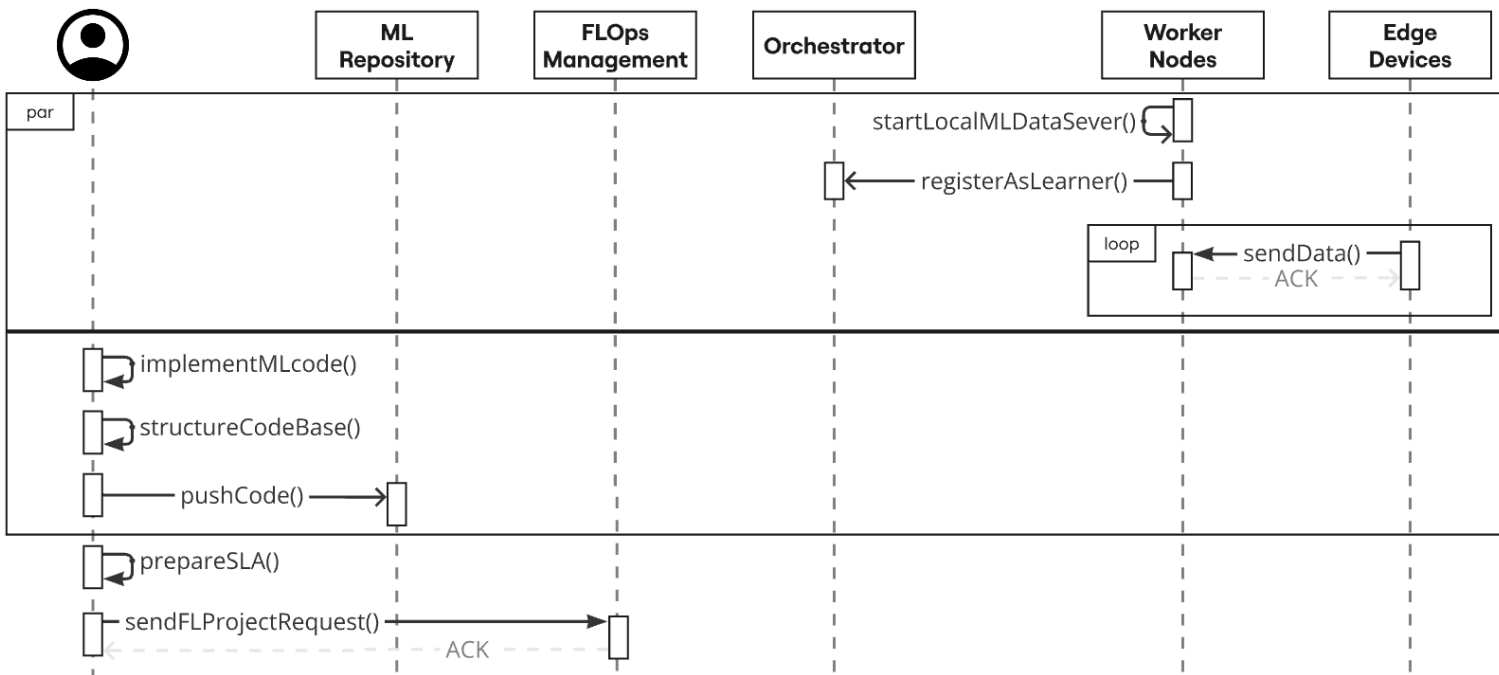 ML
Repository
FLOps
Management
Orchestrator
Worker
Nodes
Edge
Devices
par
startLocalMLDataSever()
registerAsLearner()
loop
sendData()
ACK
implementMLcode()
structureCodeBase()
pushCode()
prepareSLA()
sendFLProjectRequest()
ACK